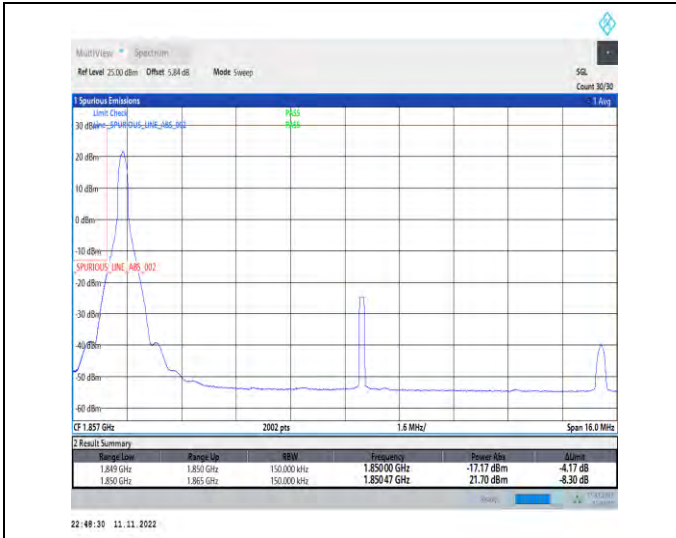 MultiView Spectrum
Ref Level 25.00 dBm Offset 5.84 dB Mode Sweep SGL
Count 30/30
1 Spurious Emissions 1 Avg
Limit Check PASS
30 dBm Line _SPURIOUS_LINE_ABS_002 PASS
20 dBm
10 dBm
0 dBm
-10 dBm
_SPURIOUS_LINE_ABS_002
-20 dBm
-30 dBm
-40 dBm
-50 dBm
-60 dBm
CF 1.857 GHz 2002 pts 1.6 MHz/ Span 16.0 MHz
2 Result Summary
Range Low Range Up RBW Frequency Power Abs ΔLimit
1.849 GHz 1.850 GHz 150.000 kHz 1.85000 GHz -17.17 dBm -4.17 dB
1.850 GHz 1.865 GHz 150.000 kHz 1.85047 GHz 21.70 dBm -8.30 dB
Ready
22:48:30 11.11.2022